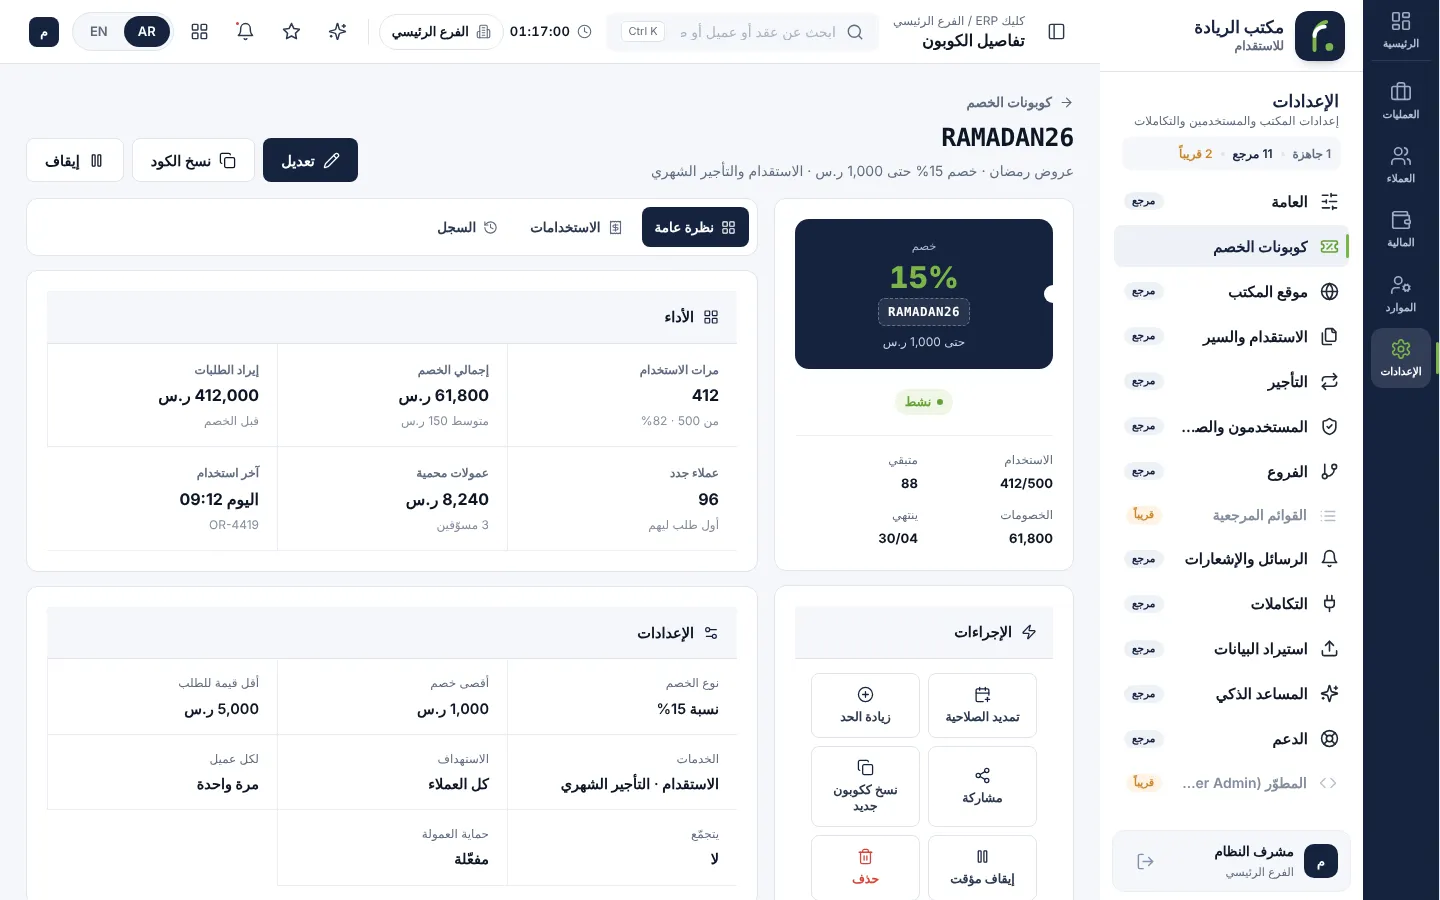 الرئيسية
العمليات
العملاء
المالية
الموارد
الإعدادات
مكتب الريادة
للاستقدام
الإعدادات
إعدادات المكتب والمستخدمين والتكاملات
1 جاهزة • 11 مرجع • 2 قريباً
العامة مرجع
كوبونات الخصم
موقع المكتب مرجع
الاستقدام والسير مرجع
التأجير مرجع
المستخدمون والصـ... مرجع
الفروع مرجع
القوائم المرجعية قريباً
الرسائل والإشعارات مرجع
التكاملات مرجع
استيراد البيانات مرجع
المساعد الذكي مرجع
الدعم مرجع
المطوّر (er Admin... قريباً
م
مشرف النظام
الفرع الرئيسي
كليك ERP / الفرع الرئيسي
تفاصيل الكوبون
ابحث عن عقد أو عميل أو Ctrl K
01:17:00
الفرع الرئيسي
AR EN
م
كوبونات الخصم
RAMADAN26
عروض رمضان · خصم 15% حتى 1,000 ر.س · الاستقدام والتأجير الشهري
تعديل
نسخ الكود
إيقاف
خصم
15%
RAMADAN26
حتى 1,000 ر.س
نشط
الاستخدام متبقي
412/500 88
الخصومات ينتهي
61,800 30/04
الإجراءات
تمديد الصلاحية
زيادة الحد
مشاركة
نسخ ككوبون جديد
إيقاف مؤقت
حذف
نظرة عامة
الاستخدامات
السجل
الأداء
مرات الاستخدام
412
من 500 · 82%
إجمالي الخصم
61,800 ر.س
متوسط 150 ر.س
إيراد الطلبات
412,000 ر.س
قبل الخصم
عملاء جدد
96
أول طلب ليهم
عمولات محمية
8,240 ر.س
3 مسوّقين
آخر استخدام
اليوم 09:12
OR-4419
الإعدادات
نوع الخصم
نسبة 15%
أقصى خصم
1,000 ر.س
أقل قيمة للطلب
5,000 ر.س
الخدمات
الاستقدام · التأجير الشهري
الاستهداف
كل العملاء
لكل عميل
مرة واحدة
يتجمّع
لا
حماية العمولة
مفعّلة